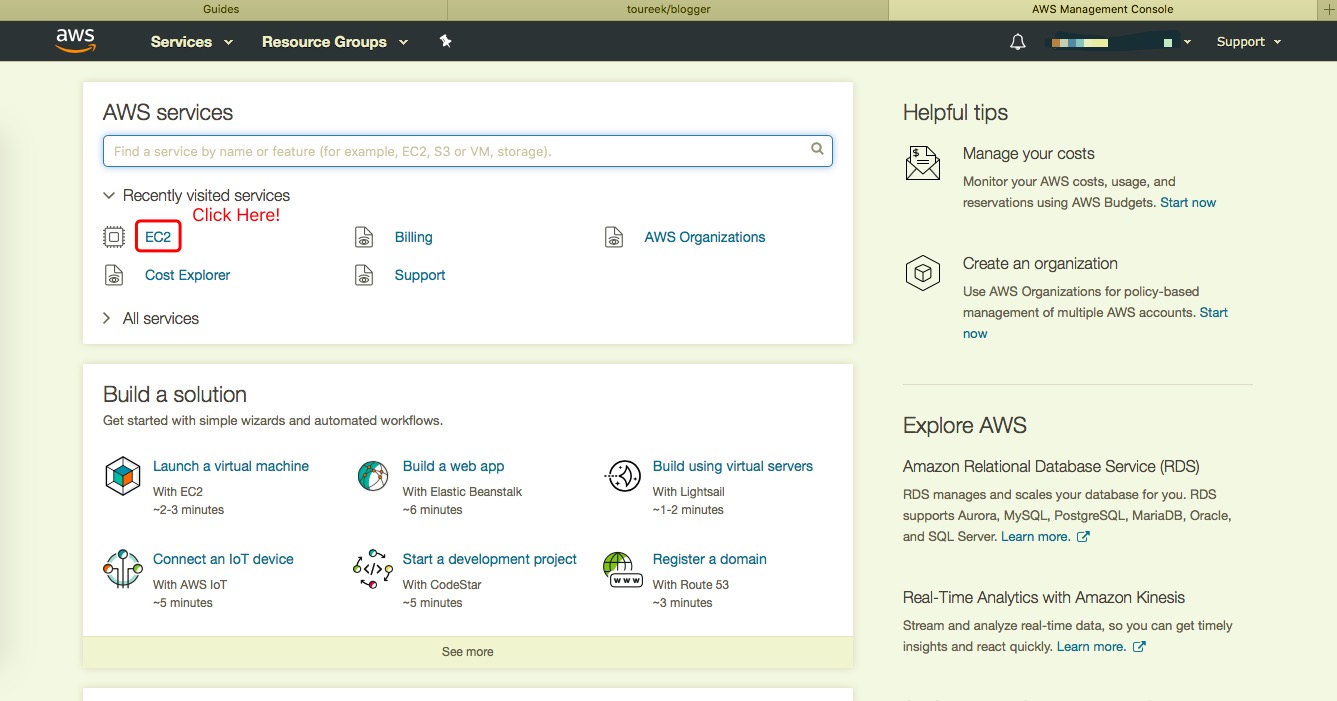 Guides
toureek/blogger
AWS Management Console
aws
Services
Resource Groups
Support
AWS services
Find a service by name or feature (for example, EC2, S3 or VM, storage).
Recently visited services
Click Here!
EC2
Billing
AWS Organizations
Cost Explorer
Support
All services
Build a solution
Get started with simple wizards and automated workflows.
Launch a virtual machine
With EC2
~2-3 minutes
Build a web app
With Elastic Beanstalk
~6 minutes
Build using virtual servers
With Lightsail
~1-2 minutes
Connect an IoT device
With AWS IoT
~5 minutes
Start a development project
With CodeStar
~5 minutes
www
Register a domain
With Route 53
~3 minutes
See more
Helpful tips
Manage your costs
Monitor your AWS costs, usage, and
reservations using AWS Budgets. Start now
Create an organization
Use AWS Organizations for policy-based
management of multiple AWS accounts. Start
now
Explore AWS
Amazon Relational Database Service (RDS)
RDS manages and scales your database for you. RDS
supports Aurora, MySQL, PostgreSQL, MariaDB, Oracle,
and SQL Server. Learn more.
Real-Time Analytics with Amazon Kinesis
Stream and analyze real-time data, so you can get timely
insights and react quickly. Learn more.